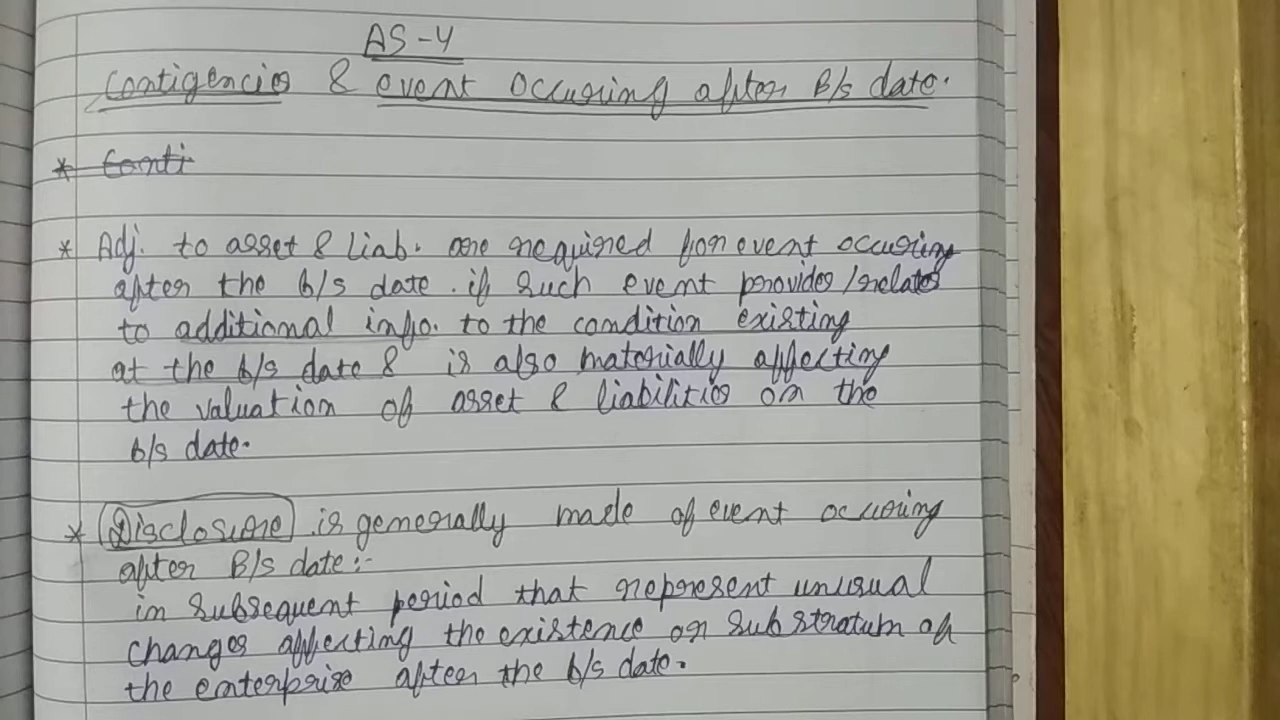 AS-4
Contigencies & event occuring after B/s date.
* Conti
* Adj. to asset & liab. are required for event occuring
after the b/s date. if such event provides/relates
to additional info. to the condition existing
at the b/s date & is also materially affecting
the valuation of asset & liabilities on the
b/s date.
* Disclosure is generally made of event occuring
after B/s date:-
in subsequent period that represent unusual
changes affecting the existence or substratum of
the enterprise after the b/s date.